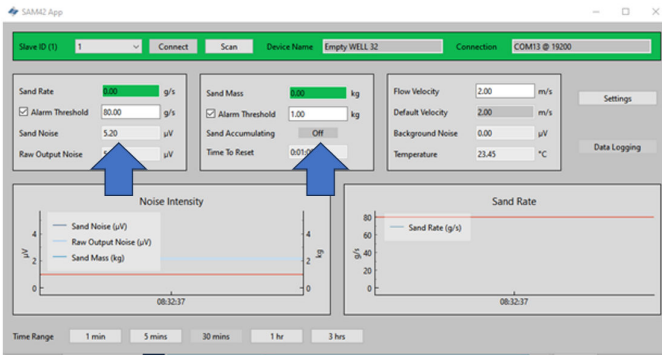 SAM42 App
Slave ID (1) 1 Connect Scan Device Name Empty WELL 32 Connection COM13 @ 19200
Sand Rate 0.00 g/s
Alarm Threshold 80.00 g/s
Sand Noise 5.20 µV
Raw Output Noise µV
Sand Mass 0.00 kg
Alarm Threshold 1.00 kg
Sand Accumulating Off
Time To Reset 0:01:0
Flow Velocity 2.00 m/s
Default Velocity 2.00 m/s
Background Noise 0.00 µV
Temperature 23.45 °C
Settings
Data Logging
Noise Intensity
µV
4
2
0
Sand Noise (µV)
Raw Output Noise (µV)
Sand Mass (kg)
4
2
0
kg
08:32:37
Sand Rate
g/s
80
60
40
20
0
Sand Rate (g/s)
08:32:37
Time Range 1 min 5 mins 30 mins 1 hr 3 hrs